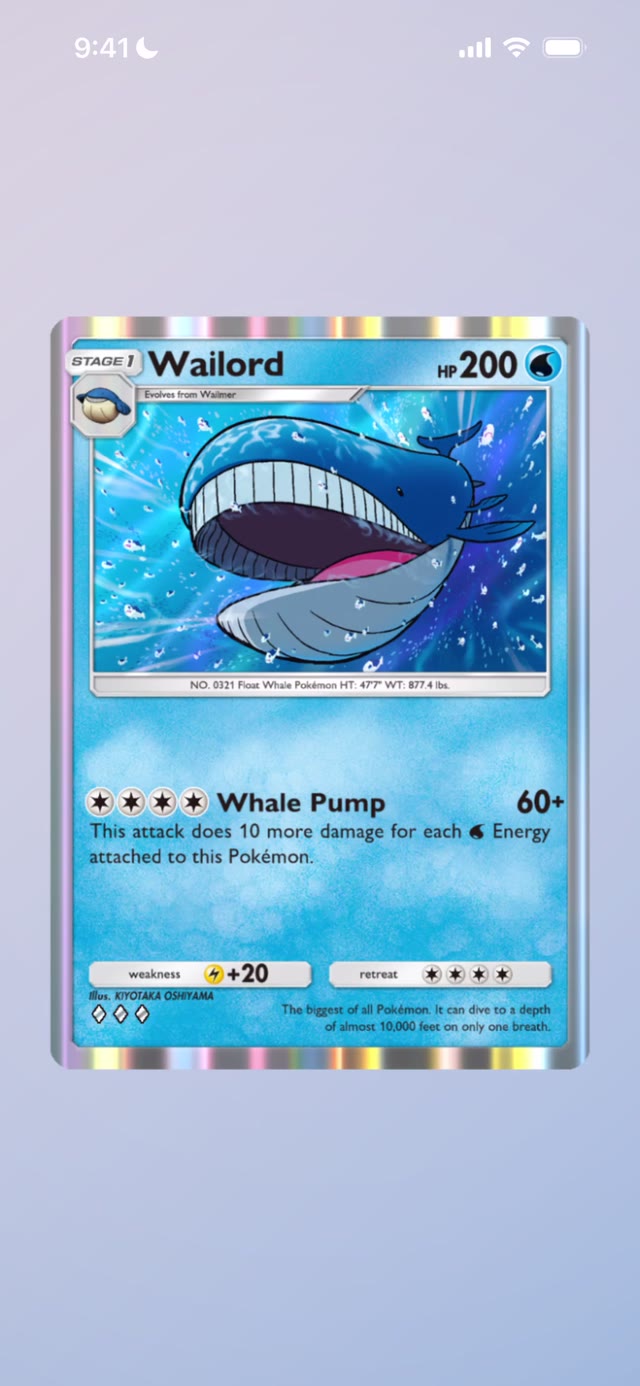 9:41
STAGE 1 Wailord HP 200
Evolves from Wailmer
NO. 0321 Float Whale Pokémon HT: 47'7" WT: 877.4 lbs.
Whale Pump 60+
This attack does 10 more damage for each Energy
attached to this Pokémon.
weakness +20 retreat
Illus. KIYOTAKA OSHIYAMA
The biggest of all Pokémon. It can dive to a depth
of almost 10,000 feet on only one breath.